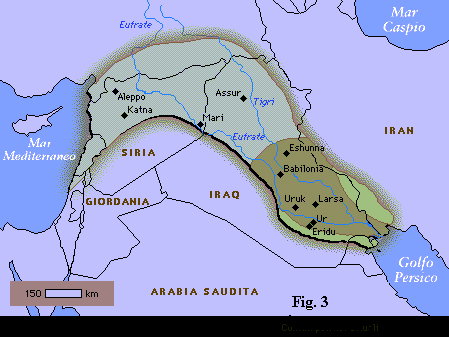 Mar
Caspio
Eufrate
Aleppo
Katna
Assur
Tigri
Mari
Eufrate
Mar
Mediterraneo
SIRIA
IRAN
Eshunna
Babilonia
GIORDANIA
IRAQ
Uruk
Larsa
Ur
Eridu
Golfo
Persico
150 km
ARABIA SAUDITA
Fig. 3